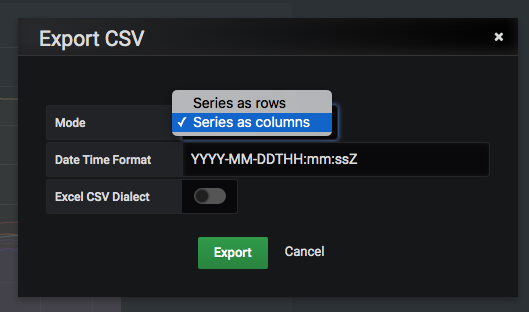 Export CSV
Series as rows
Mode
✓ Series as columns
Date Time Format
YYYY-MM-DDTHH:mm:ssZ
Excel CSV Dialect
Export
Cancel